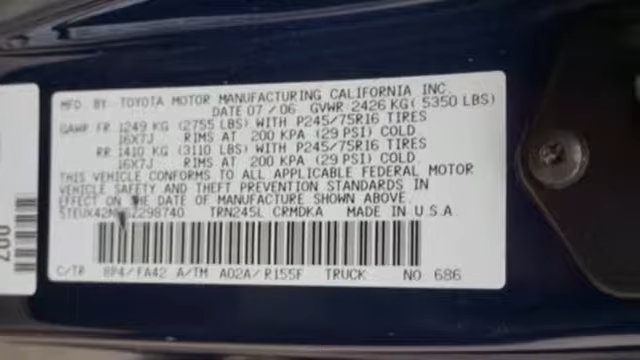 MFD. BY: TOYOTA MOTOR MANUFACTURING CALIFORNIA INC.
DATE 07 / 06 GVWR 2426 KG( 5350 LBS)
GAWR FR 1249 KG (2755 LBS) WITH P245/75R16 TIRES
16X7J RIMS AT 200 KPA (29 PSI) COLD
RR 1410 KG (3110 LBS) WITH P245/75R16 TIRES
16X7J RIMS AT 200 KPA (29 PSI) COLD.
THIS VEHICLE CONFORMS TO ALL APPLICABLE FEDERAL MOTOR
VEHICLE SAFETY AND THEFT PREVENTION STANDARDS IN
EFFECT ON THE DATE OF MANUFACTURE SHOWN ABOVE.
TRN245L CRMDKA MADE IN U.S.A.
C/TR 8P4/FA42 A/TM A02A/R155F TRUCK NO. 686